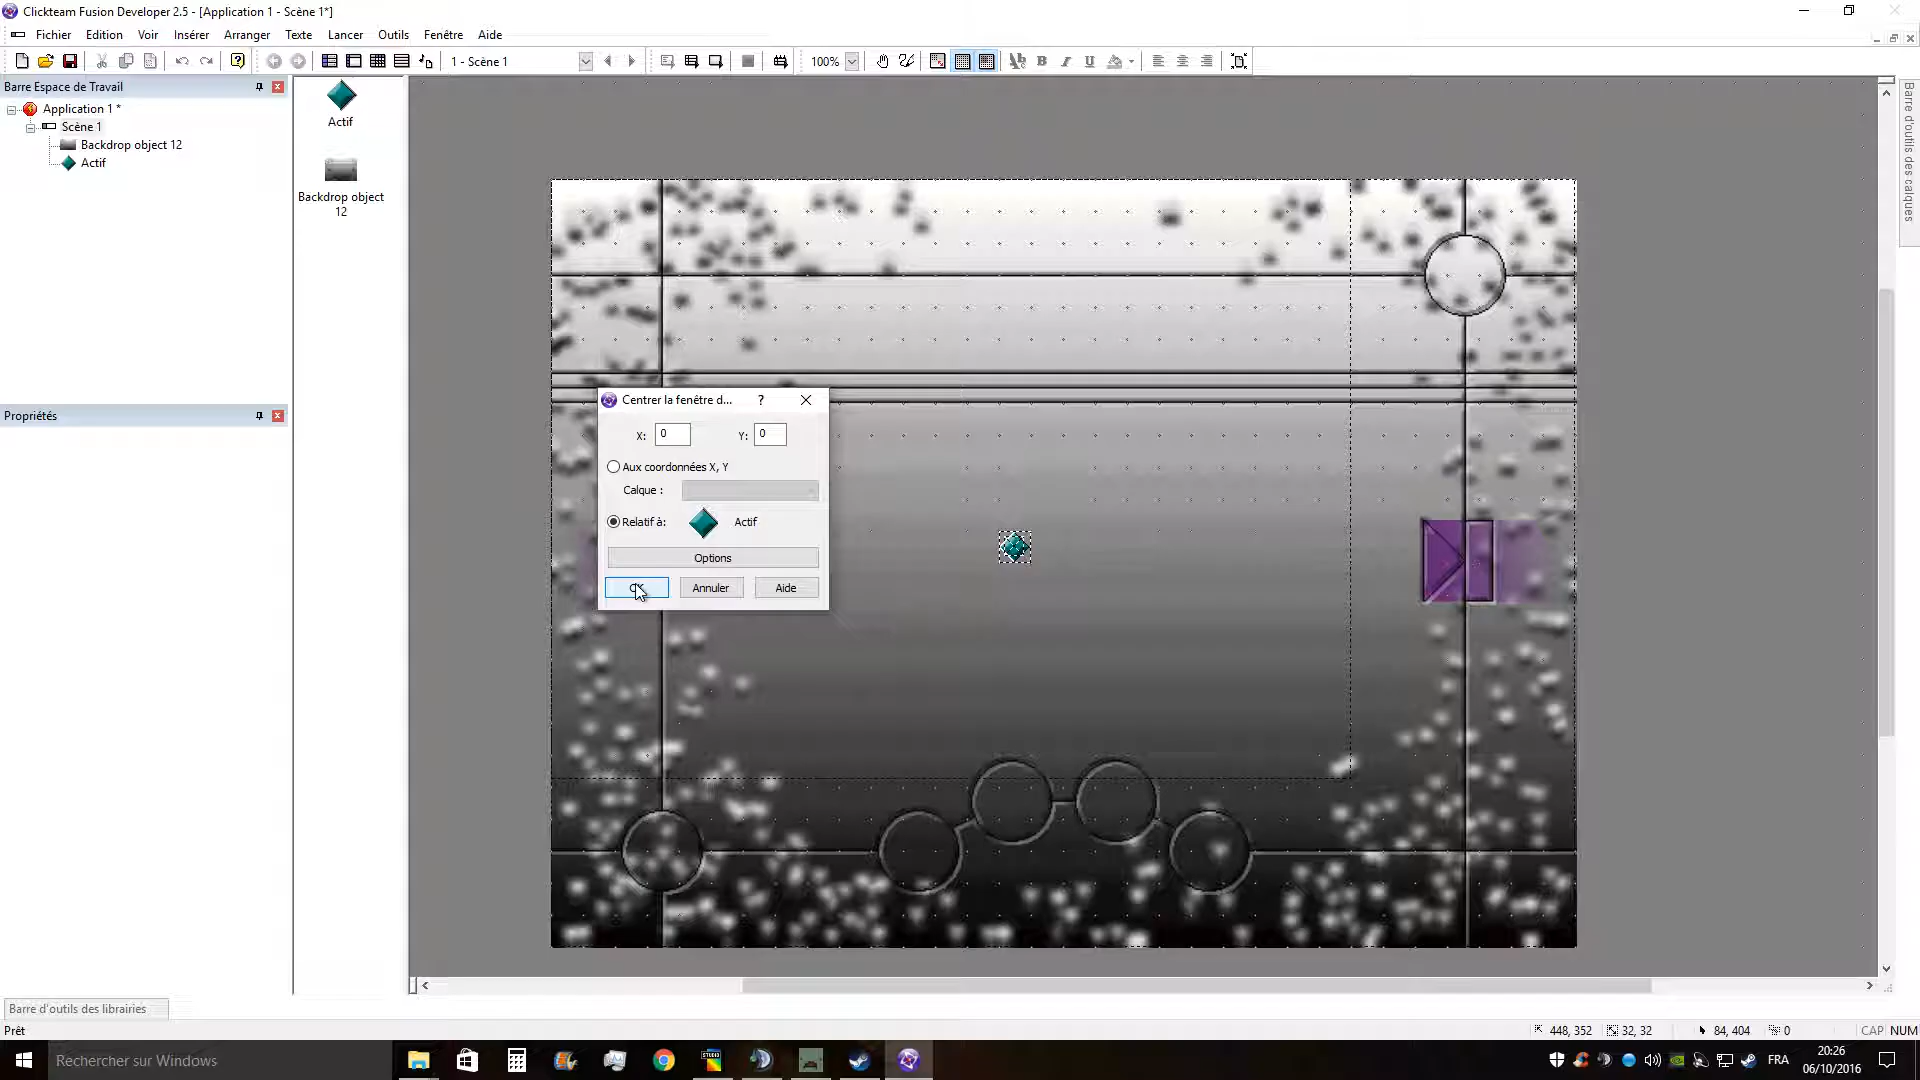 Clickteam Fusion Developer 2.5 - [Application 1 - Scène 1*]
Fichier Edition Voir Insérer Arranger Texte Lancer Outils Fenêtre Aide
1 - Scène 1
100%
Barre Espace de Travail
Application 1 *
Scène 1
Backdrop object 12
Actif
Propriétés
Actif
Backdrop object
12
Centrer la fenêtre d...
X: 0 Y: 0
Aux coordonnées X, Y
Calque :
Relatif à: Actif
Options
Annuler Aide
Barre d'outils des calques
Barre d'outils des librairies
Prêt
448, 352 32, 32 84, 404 0 CAP NUM
Rechercher sur Windows
STUDIO
FRA
20:26
06/10/2016